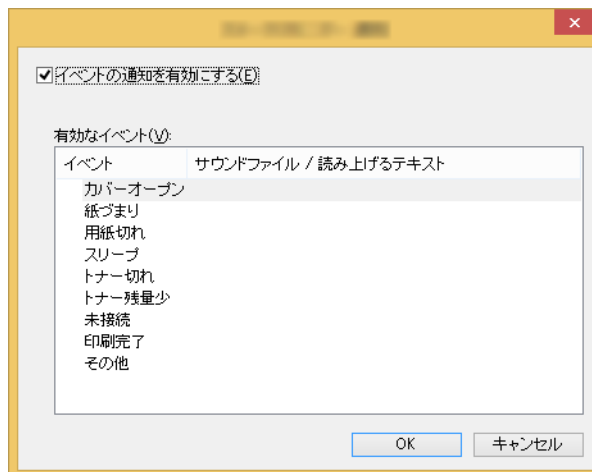 イベントの通知を有効にする(E)
有効なイベント(V):
イベント サウンドファイル / 読み上げるテキスト
カバーオープン
紙づまり
用紙切れ
スリープ
トナー切れ
トナー残量少
未接続
印刷完了
その他
OK キャンセル